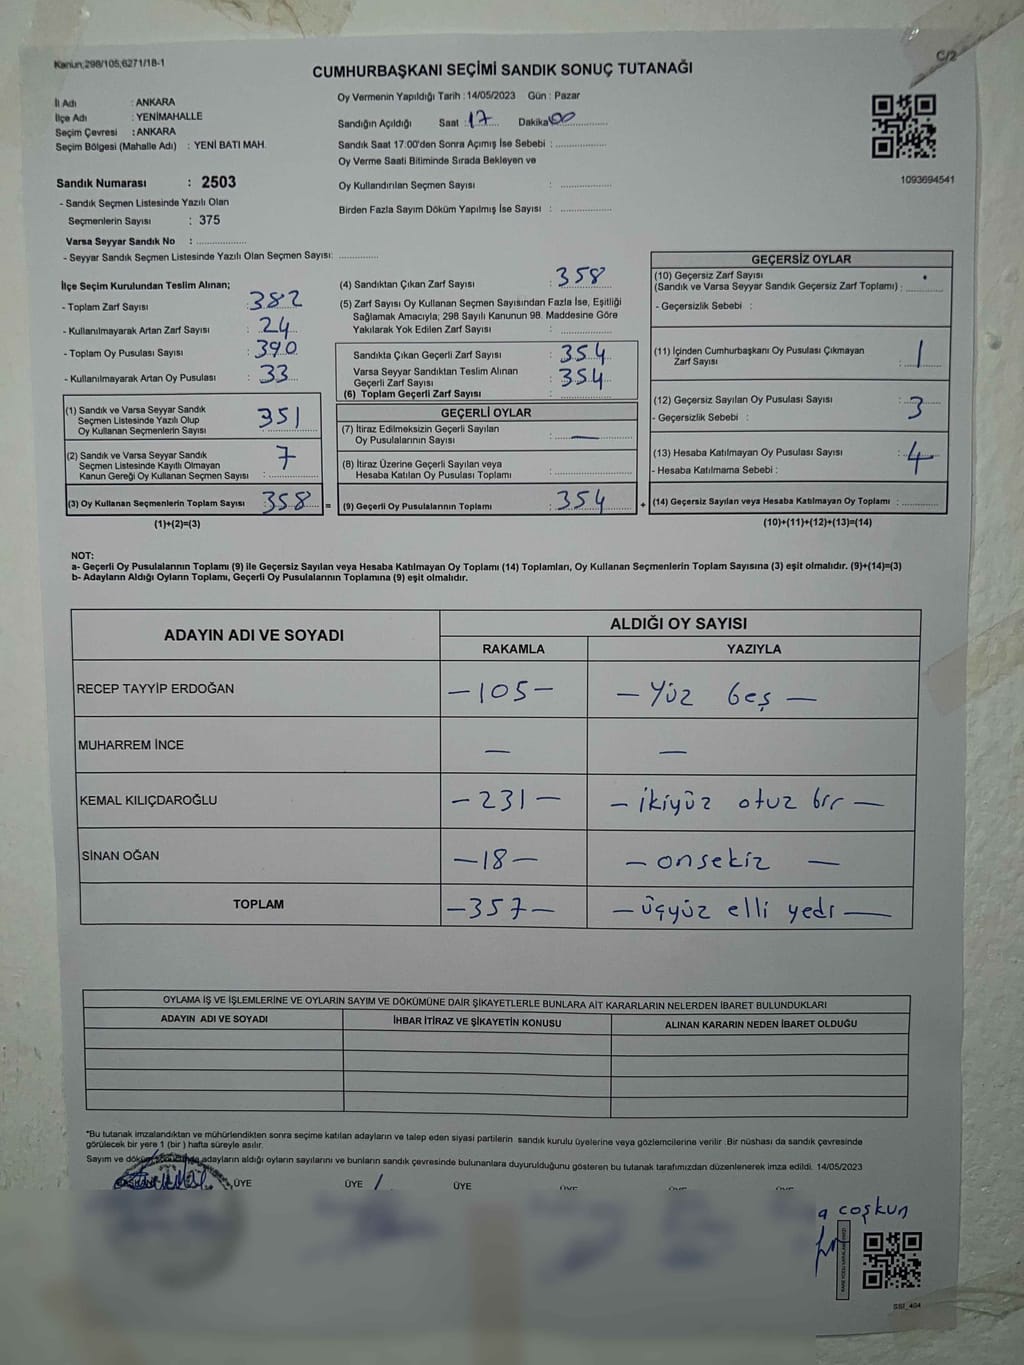 Kanun;298/105,6271/18-1
C/2
CUMHURBAŞKANI SEÇİMİ SANDIK SONUÇ TUTANAĞI
İl Adı : ANKARA
İlçe Adı : YENİMAHALLE
Seçim Çevresi : ANKARA
Seçim Bölgesi (Mahalle Adı) : YENİ BATI MAH.
Sandık Numarası : 2503
- Sandık Seçmen Listesinde Yazılı Olan
Seçmenlerin Sayısı : 375
Varsa Seyyar Sandık No : ................
- Seyyar Sandık Seçmen Listesinde Yazılı Olan Seçmen Sayısı: .............
Oy Vermenin Yapıldığı Tarih : 14/05/2023 Gün : Pazar
Sandığın Açıldığı Saat : 17 Dakika 00
Sandık Saat 17:00'den Sonra Açımış İse Sebebi : ................
Oy Verme Saati Bitiminde Sırada Bekleyen ve
Oy Kullandırılan Seçmen Sayısı : ................
Birden Fazla Sayım Döküm Yapılmış İse Sayısı : ................
1093694541
İlçe Seçim Kurulundan Teslim Alınan;
- Toplam Zarf Sayısı : 382
- Kullanılmayarak Artan Zarf Sayısı : 24
- Toplam Oy Pusulası Sayısı : 390
- Kullanılmayarak Artan Oy Pusulası : 33
(1) Sandık ve Varsa Seyyar Sandık
Seçmen Listesinde Yazılı Olup
Oy Kullanan Seçmenlerin Sayısı : 351
(2) Sandık ve Varsa Seyyar Sandık
Seçmen Listesinde Kayıtlı Olmayan
Kanun Gereği Oy Kullanan Seçmen Sayısı : 7
(3) Oy Kullanan Seçmenlerin Toplam Sayısı : 358 =
(1)+(2)=(3)
(4) Sandıktan Çıkan Zarf Sayısı : 358
(5) Zarf Sayısı Oy Kullanan Seçmen Sayısından Fazla İse, Eşitliği
Sağlamak Amacıyla; 298 Sayılı Kanunun 98. Maddesine Göre
Yakılarak Yok Edilen Zarf Sayısı : ................
Sandıkta Çıkan Geçerli Zarf Sayısı : 354
Varsa Seyyar Sandıktan Teslim Alınan
Geçerli Zarf Sayısı : 354
(6) Toplam Geçerli Zarf Sayısı : ................
GEÇERLİ OYLAR
(7) İtiraz Edilmeksizin Geçerli Sayılan
Oy Pusulalarının Sayısı : —
(8) İtiraz Üzerine Geçerli Sayılan veya
Hesaba Katılan Oy Pusulası Toplamı : ................
(9) Geçerli Oy Pusulalarının Toplamı : 354 +
GEÇERSİZ OYLAR
(10) Geçersiz Zarf Sayısı
(Sandık ve Varsa Seyyar Sandık Geçersiz Zarf Toplamı) : ..........
- Geçersizlik Sebebi :
(11) İçinden Cumhurbaşkanı Oy Pusulası Çıkmayan
Zarf Sayısı : 1
(12) Geçersiz Sayılan Oy Pusulası Sayısı : 3
- Geçersizlik Sebebi :
(13) Hesaba Katılmayan Oy Pusulası Sayısı : 4
- Hesaba Katılmama Sebebi :
(14) Geçersiz Sayılan veya Hesaba Katılmayan Oy Toplamı : ..........
(10)+(11)+(12)+(13)=(14)
NOT:
a- Geçerli Oy Pusulalarının Toplamı (9) ile Geçersiz Sayılan veya Hesaba Katılmayan Oy Toplamı (14) Toplamları, Oy Kullanan Seçmenlerin Toplam Sayısına (3) eşit olmalıdır. (9)+(14)=(3)
b- Adayların Aldığı Oyların Toplamı, Geçerli Oy Pusulalarının Toplamına (9) eşit olmalıdır.
ADAYIN ADI VE SOYADI ALDIĞI OY SAYISI
RAKAMLA YAZIYLA
RECEP TAYYİP ERDOĞAN — 105 — — Yüz beş —
MUHARREM İNCE — —
KEMAL KILIÇDAROĞLU — 231 — — ikiyüz otuz bir —
SİNAN OĞAN — 18 — — onsekiz —
TOPLAM — 357 — — üçyüz elli yedi —
OYLAMA İŞ VE İŞLEMLERİNE VE OYLARIN SAYIM VE DÖKÜMÜNE DAİR ŞİKAYETLERLE BUNLARA AİT KARARLARIN NELERDEN İBARET BULUNDUKLARI
ADAYIN ADI VE SOYADI İHBAR İTİRAZ VE ŞİKAYETİN KONUSU ALINAN KARARIN NEDEN İBARET OLDUĞU
"Bu tutanak imzalandıktan ve mühürlendikten sonra seçime katılan adayların ve talep eden siyasi partilerin sandık kurulu üyelerine veya gözlemcilerine verilir .Bir nüshası da sandık çevresinde
görülecek bir yere 1 (bir ) hafta süreyle asılır.
Sayım ve döküm sonucunda adayların aldığı oyların sayılarını ve bunların sandık çevresinde bulunanlara duyurulduğunu gösteren bu tutanak tarafımızdan düzenlenerek imza edildi. 14/05/2023
BAŞKAN ÜYE ÜYE ÜYE
a coşkun
SSI_404